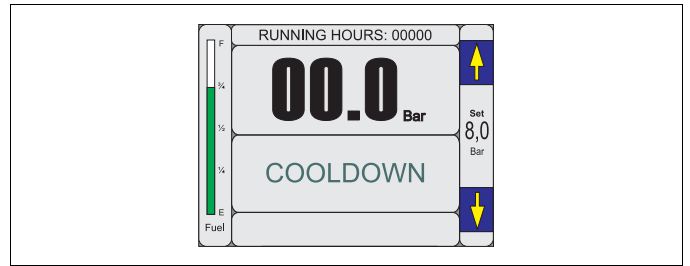 RUNNING HOURS: 00000
F
¾
½
¼
E
Fuel
00.0 Bar
COOLDOWN
Set
8,0
Bar